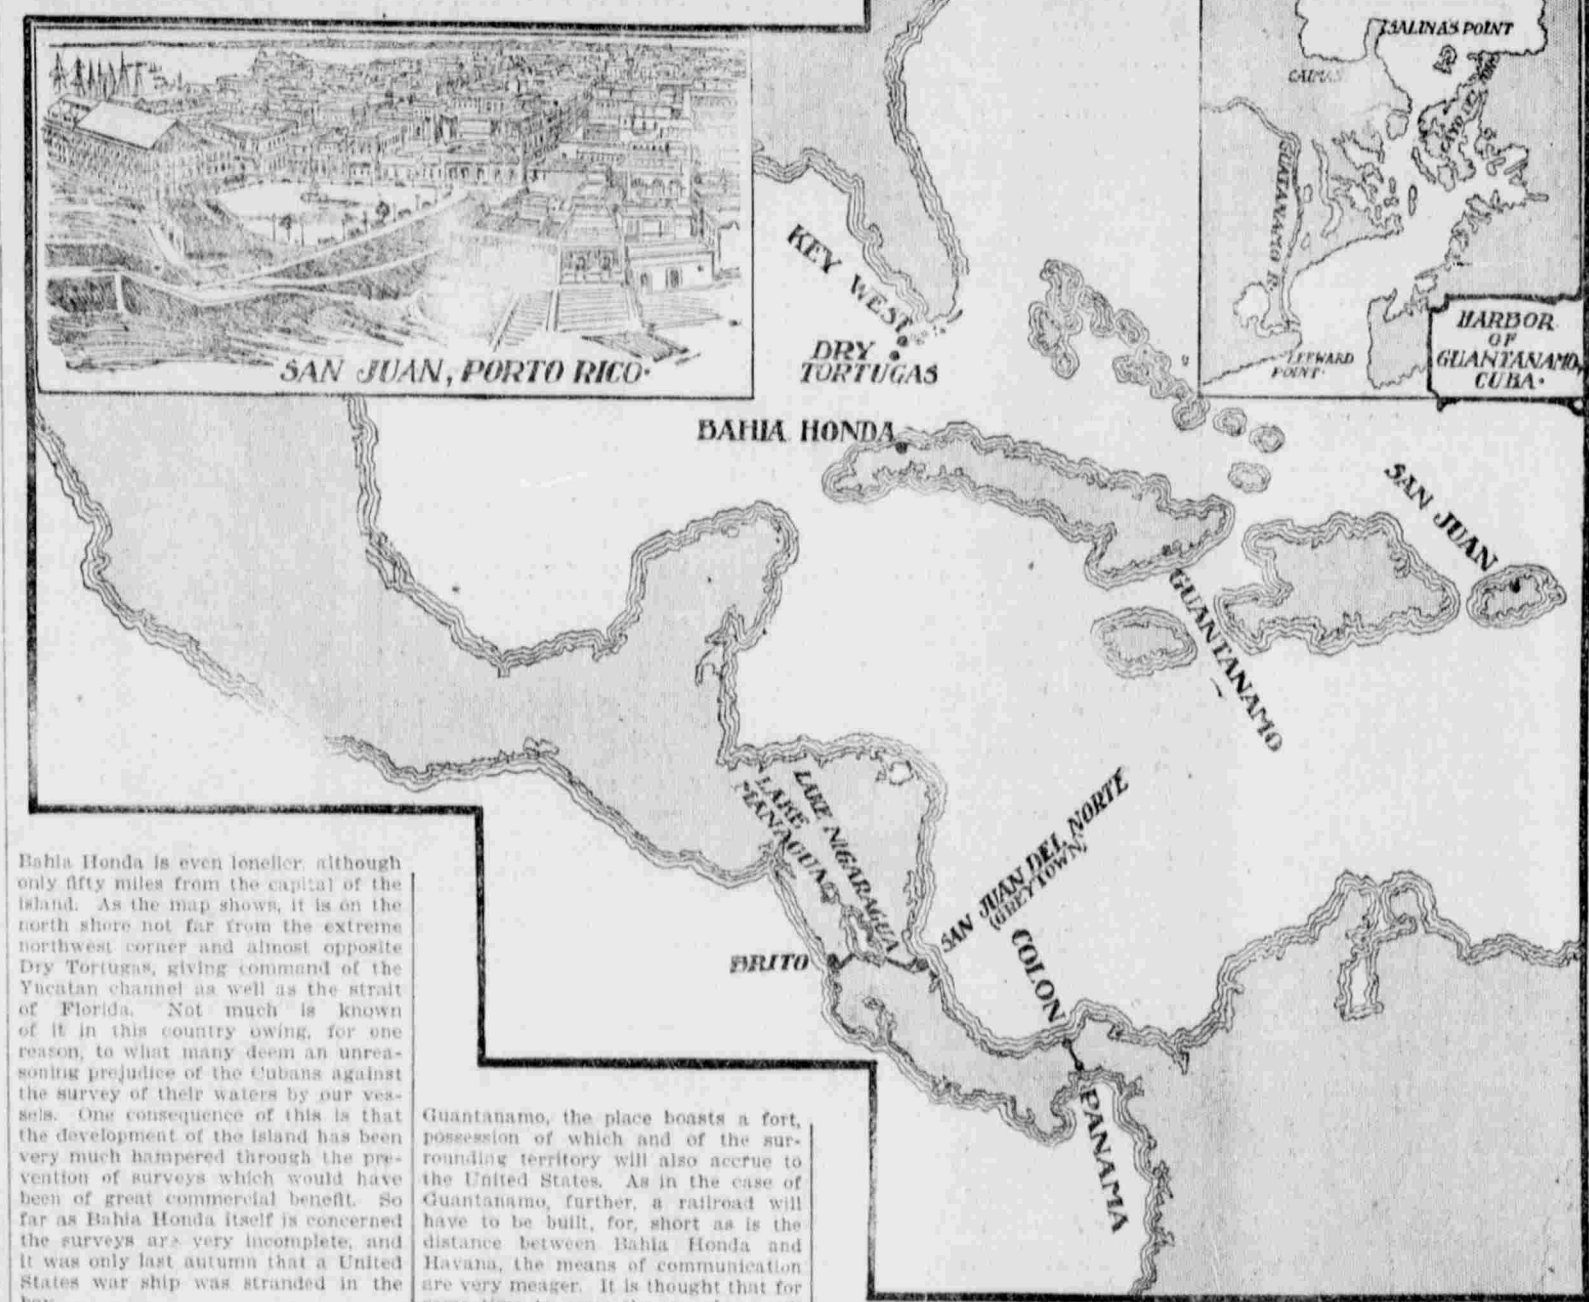 SAN JUAN, PORTO RICO.
SALINAS POINT
CAIMAN
GUATANAMO R.
LEEWARD
POINT.
HARBOR
OF
GUANTANAMO,
CUBA.
KEY WEST
DRY
TORTUGAS
BAHIA HONDA
SAN JUAN
GUANTANAMO
LAKE
MANAGUA
LAKE NIGARAGUA
SAN JUAN DEL NORTE
(GREYTOWN)
BRITO
COLON
PANAMA
Bahia Honda is even lonelier, although
only fifty miles from the capital of the
island. As the map shows, it is on the
north shore not far from the extreme
northwest corner and almost opposite
Dry Tortugas, giving command of the
Yucatan channel as well as the strait
of Florida. Not much is known
of it in this country owing, for one
reason, to what many deem an unrea-
soning prejudice of the Cubans against
the survey of their waters by our ves-
sels. One consequence of this is that
the development of the island has been
very much hampered through the pre-
vention of surveys which would have
been of great commercial benefit. So
far as Bahia Honda itself is concerned
the surveys are very incomplete, and
it was only last autumn that a United
States war ship was stranded in the
Guantanamo, the place boasts a fort,
possession of which and of the sur-
rounding territory will also accrue to
the United States. As in the case of
Guantanamo, further, a railroad will
have to be built, for, short as is the
distance between Bahia Honda and
Havana, the means of communication
are very meager. It is thought that for